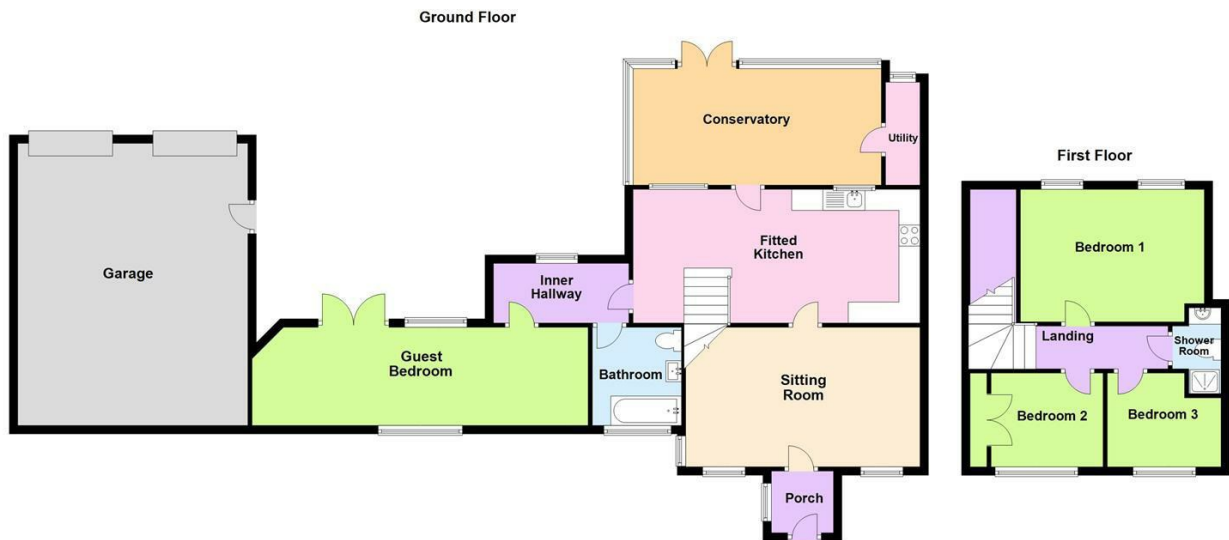 Ground Floor
Conservatory
Utility
First Floor
Garage
Inner
Hallway
Fitted
Kitchen
Bedroom 1
Guest
Bedroom
Bathroom
Sitting
Room
Landing
Shower
Room
Bedroom 2
Bedroom 3
Porch